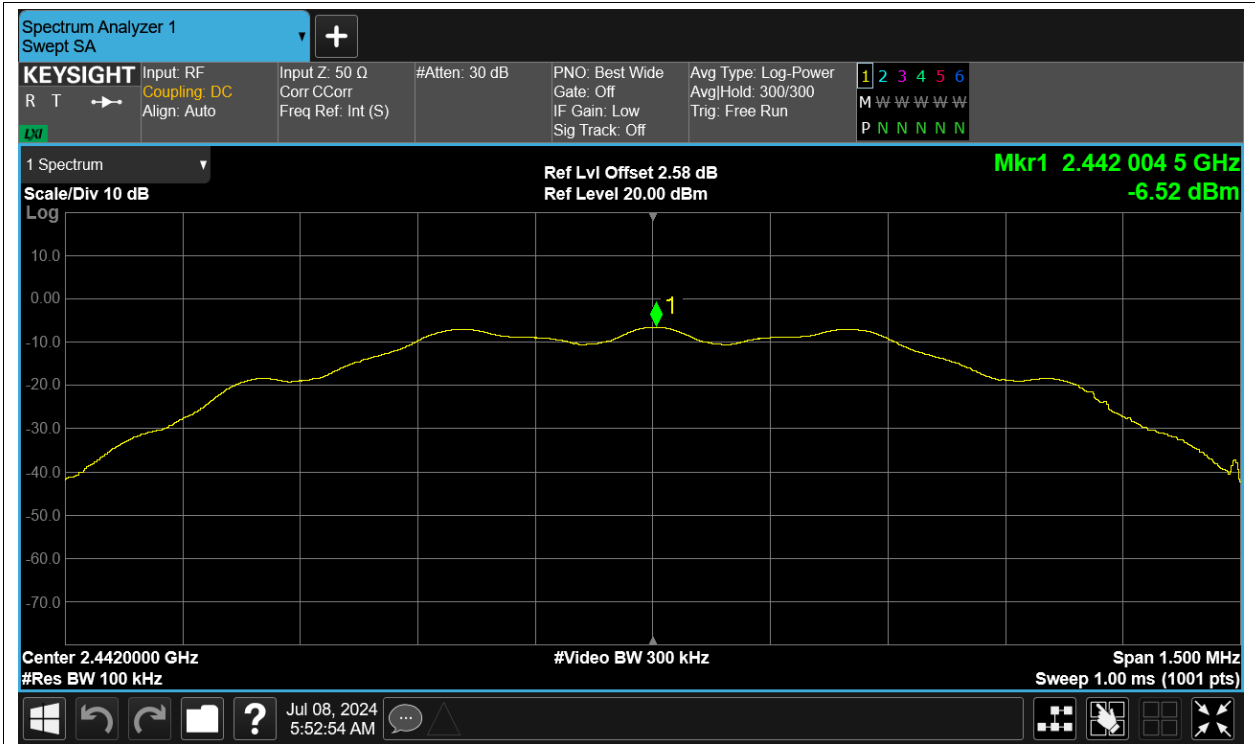 Spectrum Analyzer 1
Swept SA
KEYSIGHT
R T
LXI
Input: RF
Coupling: DC
Align: Auto
Input Z: 50 Ω
Corr CCorr
Freq Ref: Int (S)
#Atten: 30 dB
PNO: Best Wide
Gate: Off
IF Gain: Low
Sig Track: Off
Avg Type: Log-Power
Avg|Hold: 300/300
Trig: Free Run
1 2 3 4 5 6
M W W W W W
P N N N N N
1 Spectrum
Scale/Div 10 dB
Log
Ref Lvl Offset 2.58 dB
Ref Level 20.00 dBm
Mkr1 2.442 004 5 GHz
-6.52 dBm
1
10.0
0.00
-10.0
-20.0
-30.0
-40.0
-50.0
-60.0
-70.0
Center 2.4420000 GHz
#Res BW 100 kHz
#Video BW 300 kHz
Span 1.500 MHz
Sweep 1.00 ms (1001 pts)
?
Jul 08, 2024
5:52:54 AM